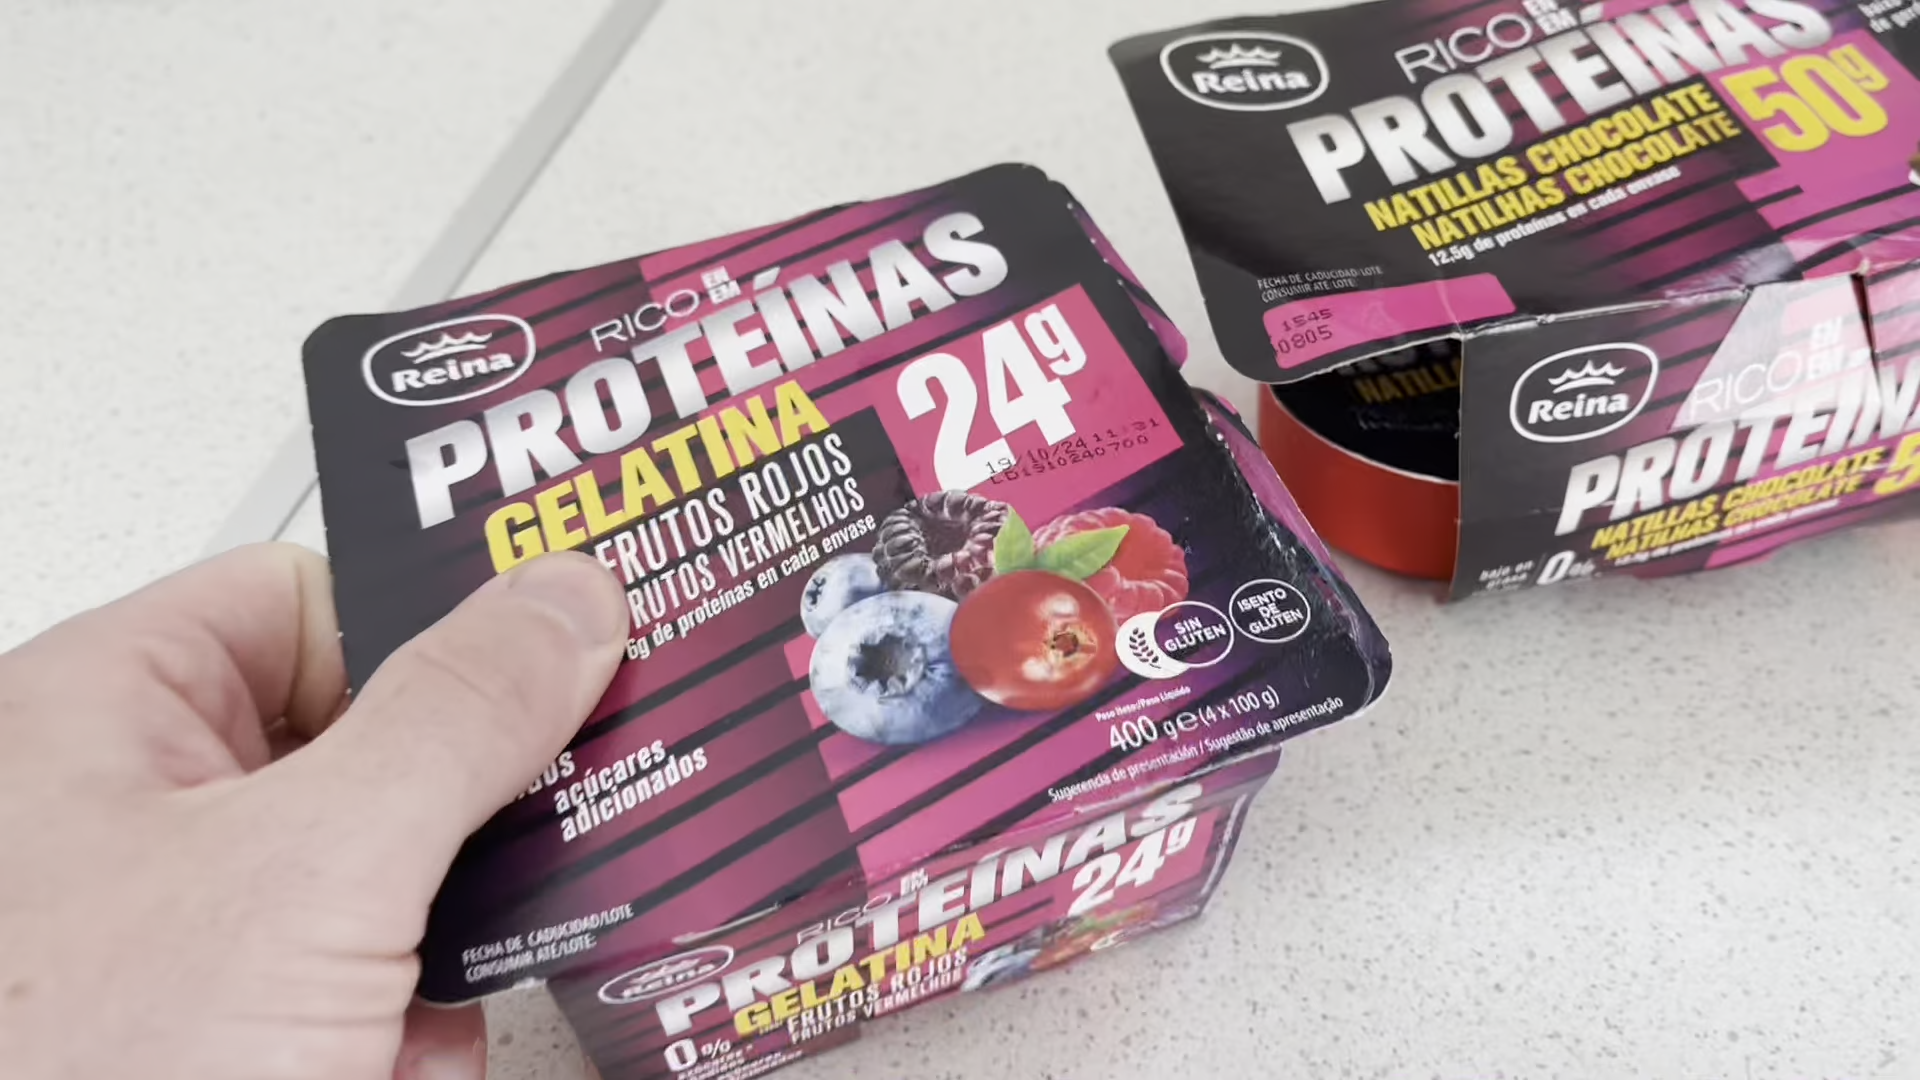 Reina
RICO EN
EM
PROTEÍNAS
GELATINA
24g
FRUTOS ROJOS
FRUTOS VERMELHOS
6g de proteínas en cada envase
19/10/24 11:31
açúcares
adicionados
SIN
GLUTEN
ISENTO
DE
GLUTEN
Peso Neto/Peso Líquido
400 g e (4 x 100 g)
Sugerencia de presentación / Sugestão de apresentação
FECHA DE CADUCIDAD/LOTE
CONSUMIR ATÉ/LOTE:
Reina
RICO EN
EM
PROTEÍNAS
24g
GELATINA
FRUTOS ROJOS
FRUTOS VERMELHOS
0%
Reina
RICO EN
EM
PROTEÍNAS
50g
NATILLAS CHOCOLATE
NATILHAS CHOCOLATE
12,5g de proteínas en cada envase
FECHA DE CADUCIDAD/LOTE
CONSUMIR ATÉ/LOTE:
1545
0805
Reina
RICO EN
EM
NATILLAS CHOCOLATE
NATILHAS CHOCOLATE
bajo en
grasa
0%